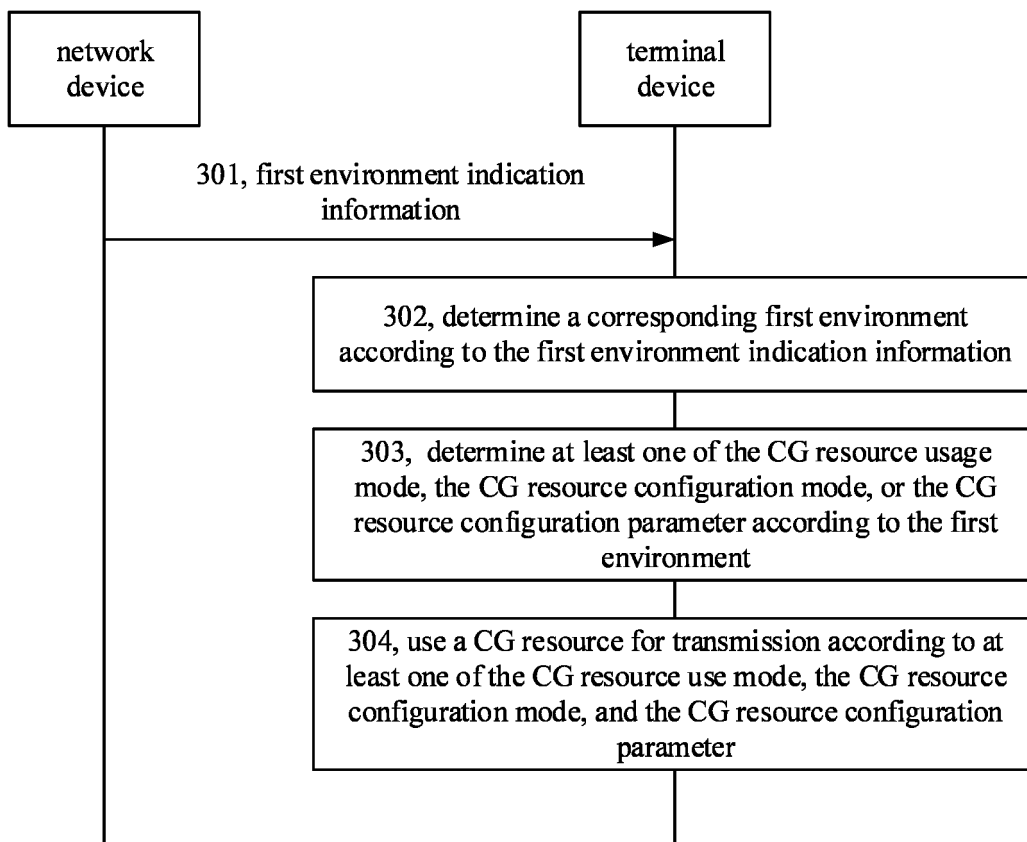 network
device
terminal
device
301, first environment indication
information
302, determine a corresponding first environment
according to the first environment indication information
303, determine at least one of the CG resource usage
mode, the CG resource configuration mode, or the CG
resource configuration parameter according to the first
environment
304, use a CG resource for transmission according to at
least one of the CG resource use mode, the CG resource
configuration mode, and the CG resource configuration
parameter